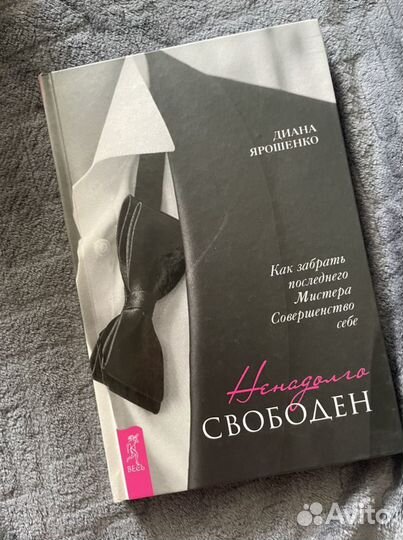 ДИАНА
ЯРОШЕНКО
Как забрать
последнего
Мистера
Совершенство
себе
Ненадолго
СВОБОДЕН
ВЕСЬ
Avito